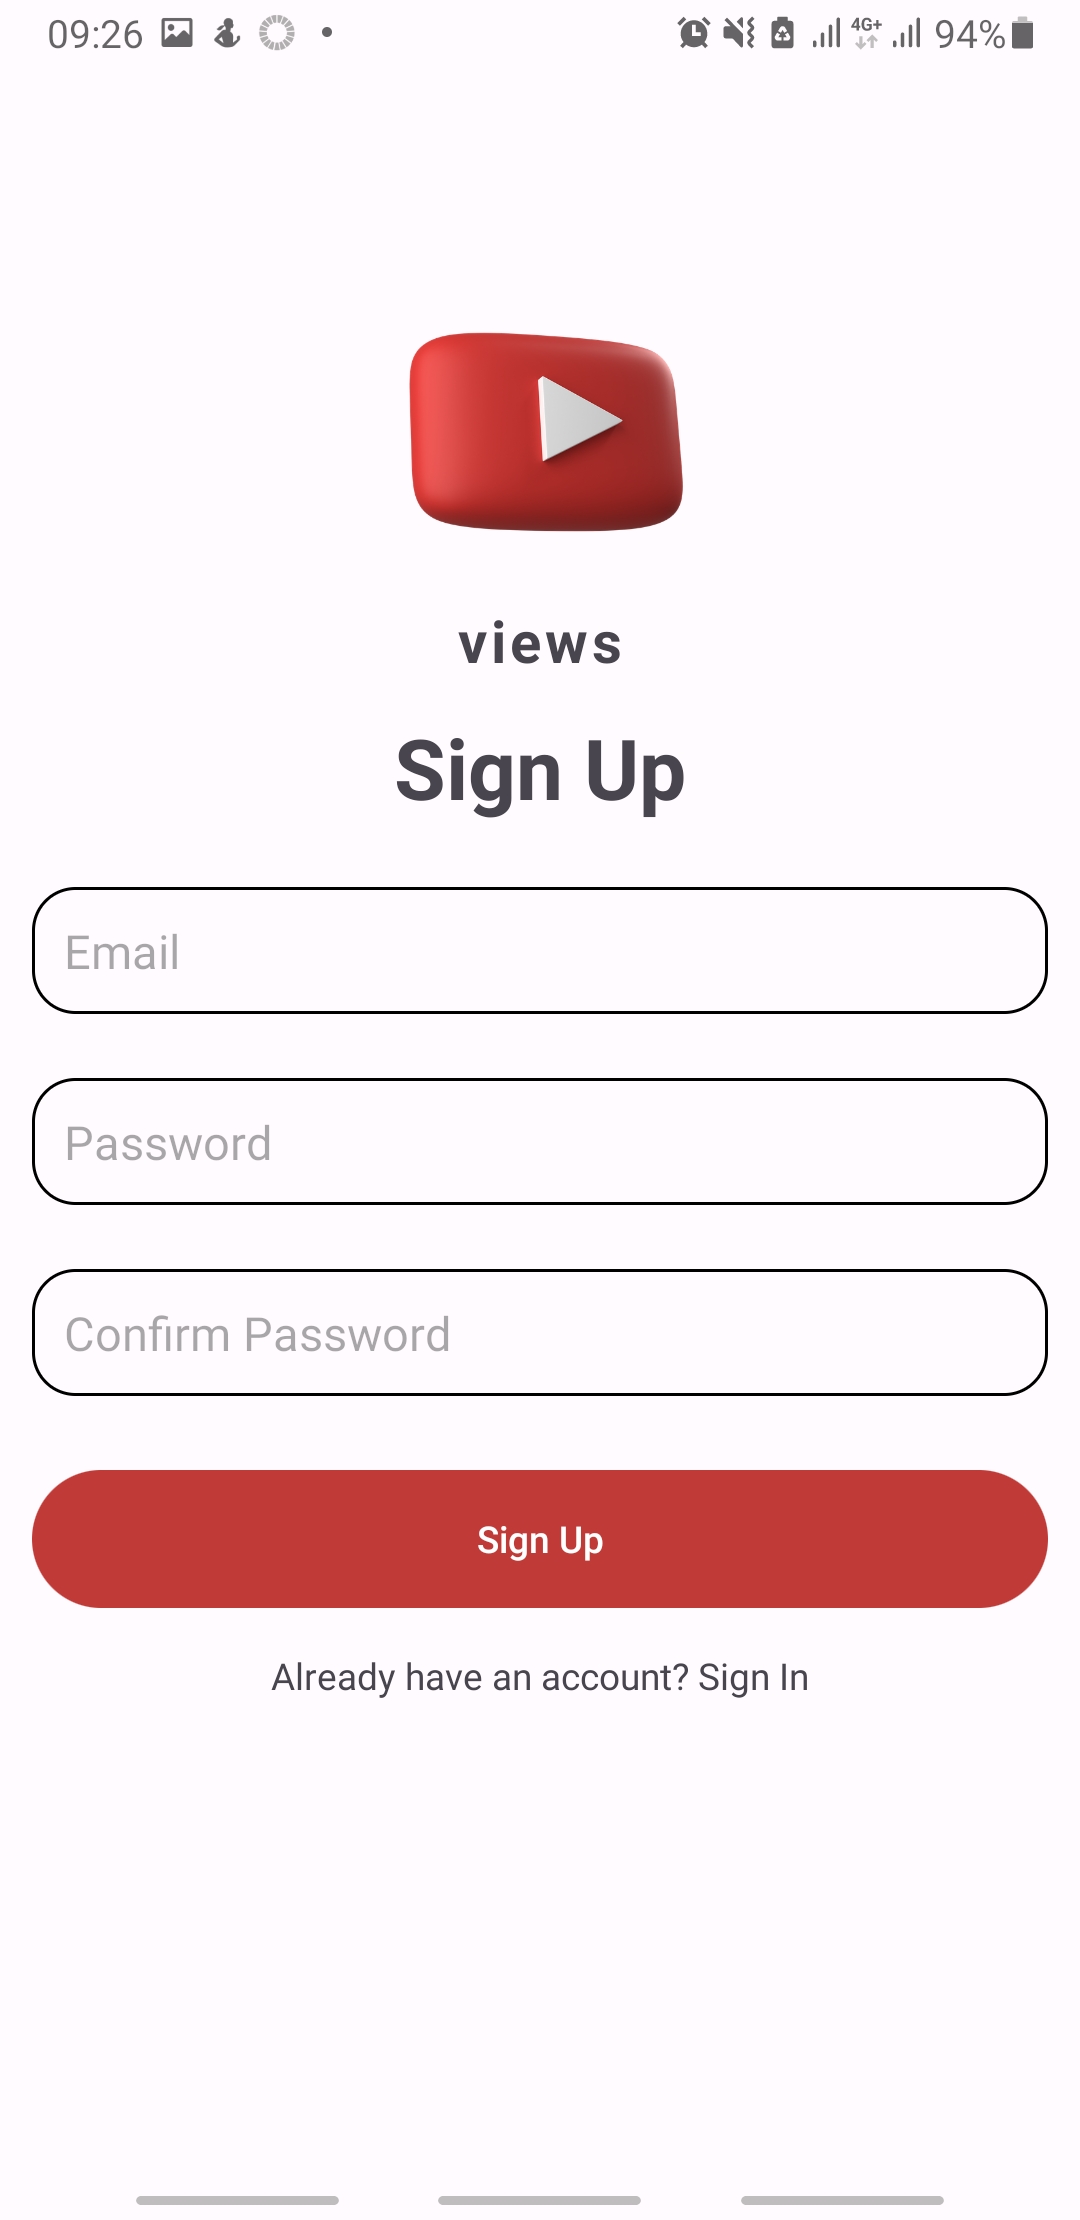 09:26 4G+ 94%
views
Sign Up
Email
Password
Confirm Password
Sign Up
Already have an account? Sign In